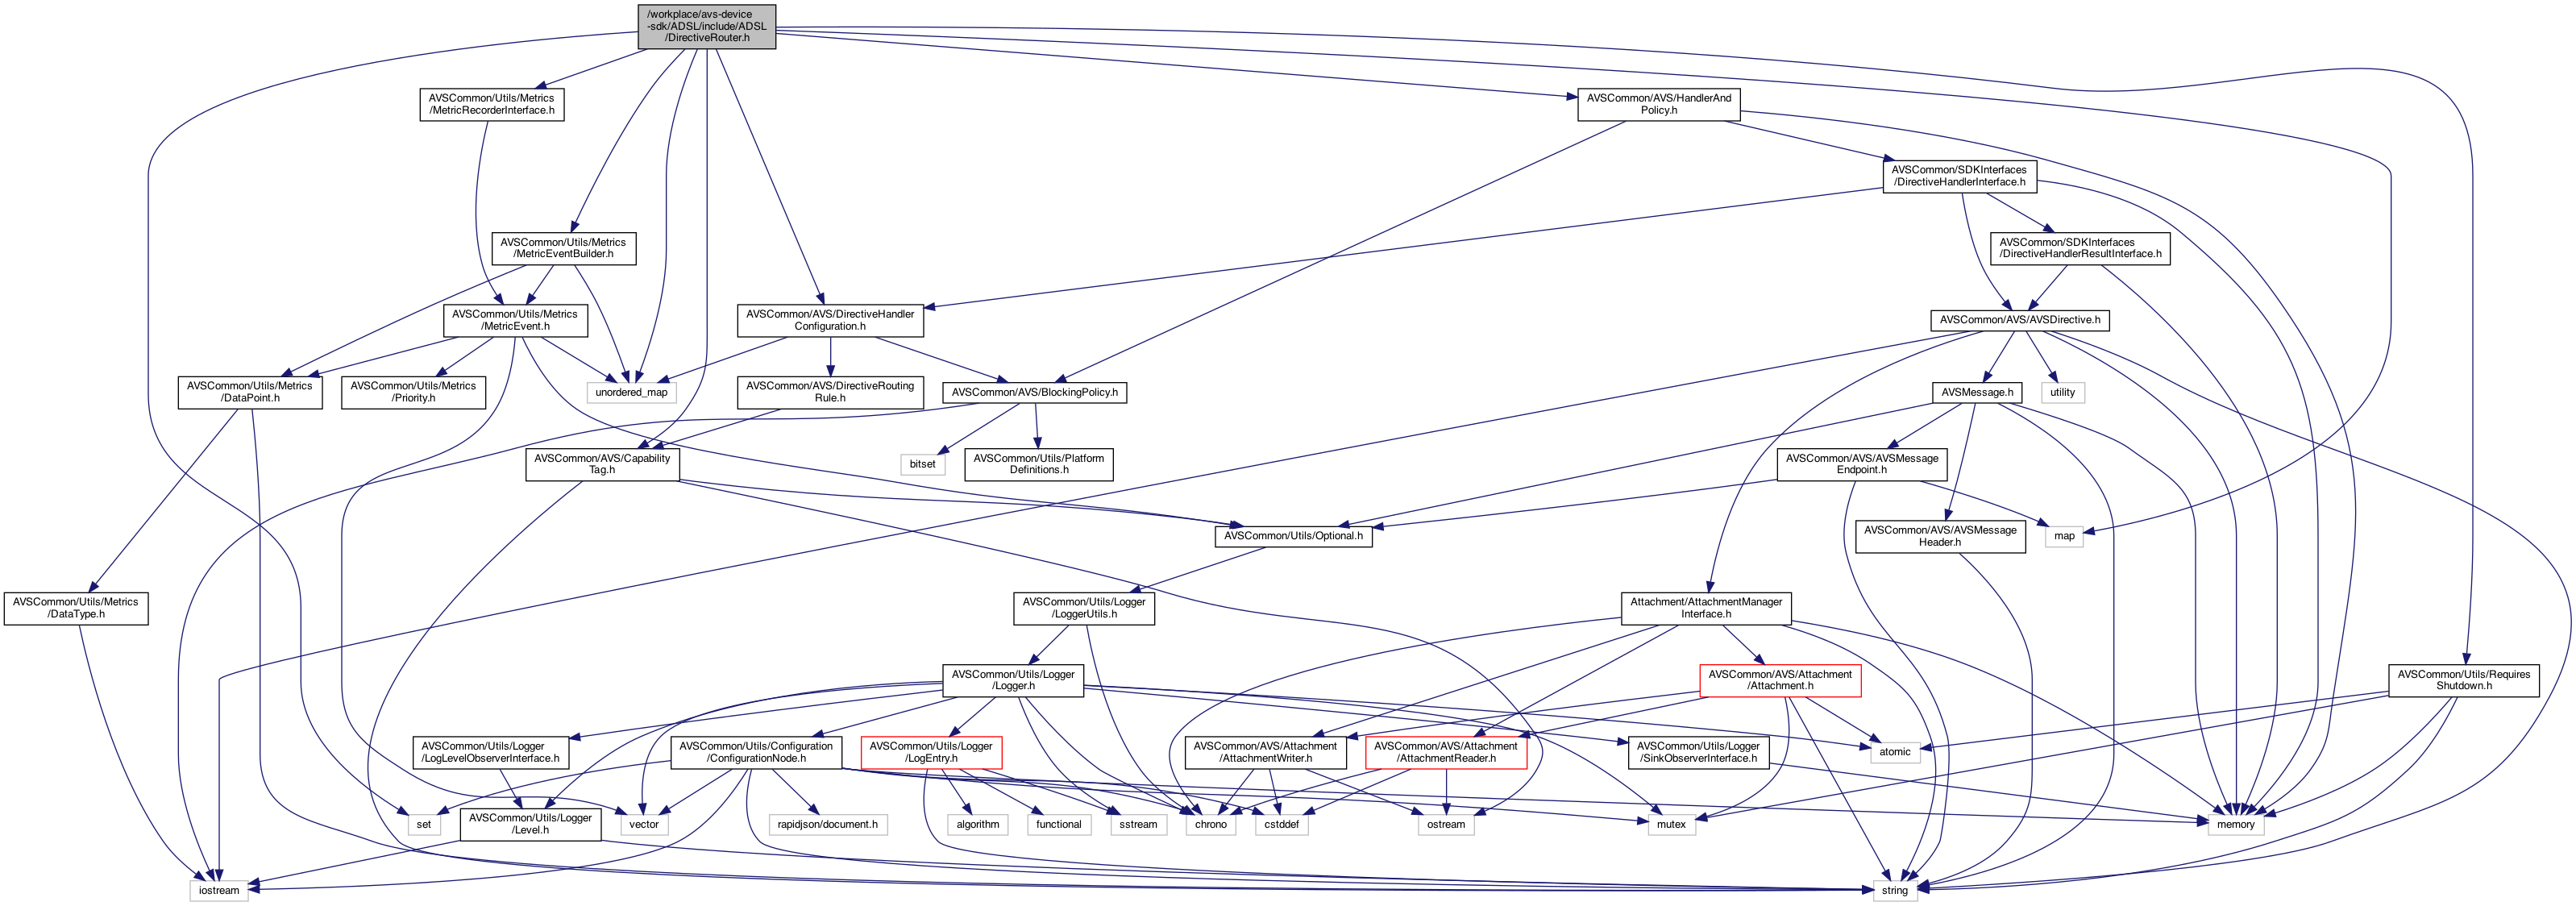 /workplace/avs-device
-sdk/ADSL/include/ADSL
/DirectiveRouter.h
AVSCommon/Utils/Metrics
/MetricRecorderInterface.h
AVSCommon/AVS/HandlerAnd
Policy.h
AVSCommon/SDKInterfaces
/DirectiveHandlerInterface.h
AVSCommon/Utils/Metrics
/MetricEventBuilder.h
AVSCommon/SDKInterfaces
/DirectiveHandlerResultInterface.h
AVSCommon/Utils/Metrics
/MetricEvent.h
AVSCommon/AVS/DirectiveHandler
Configuration.h
AVSCommon/AVS/AVSDirective.h
AVSCommon/Utils/Metrics
/DataPoint.h
AVSCommon/Utils/Metrics
/Priority.h
unordered_map
AVSCommon/AVS/DirectiveRouting
Rule.h
AVSCommon/AVS/BlockingPolicy.h
AVSMessage.h
utility
AVSCommon/AVS/Capability
Tag.h
bitset
AVSCommon/Utils/Platform
Definitions.h
AVSCommon/AVS/AVSMessage
Endpoint.h
AVSCommon/Utils/Optional.h
AVSCommon/AVS/AVSMessage
Header.h
map
AVSCommon/Utils/Metrics
/DataType.h
AVSCommon/Utils/Logger
/LoggerUtils.h
Attachment/AttachmentManager
Interface.h
AVSCommon/Utils/Logger
/Logger.h
AVSCommon/AVS/Attachment
/Attachment.h
AVSCommon/Utils/Requires
Shutdown.h
AVSCommon/Utils/Logger
/LogLevelObserverInterface.h
AVSCommon/Utils/Configuration
/ConfigurationNode.h
AVSCommon/Utils/Logger
/LogEntry.h
AVSCommon/Utils/Logger
/SinkObserverInterface.h
AVSCommon/AVS/Attachment
/AttachmentWriter.h
AVSCommon/AVS/Attachment
/AttachmentReader.h
atomic
set
AVSCommon/Utils/Logger
/Level.h
vector
rapidjson/document.h
algorithm
functional
sstream
chrono
cstddef
ostream
mutex
memory
iostream
string